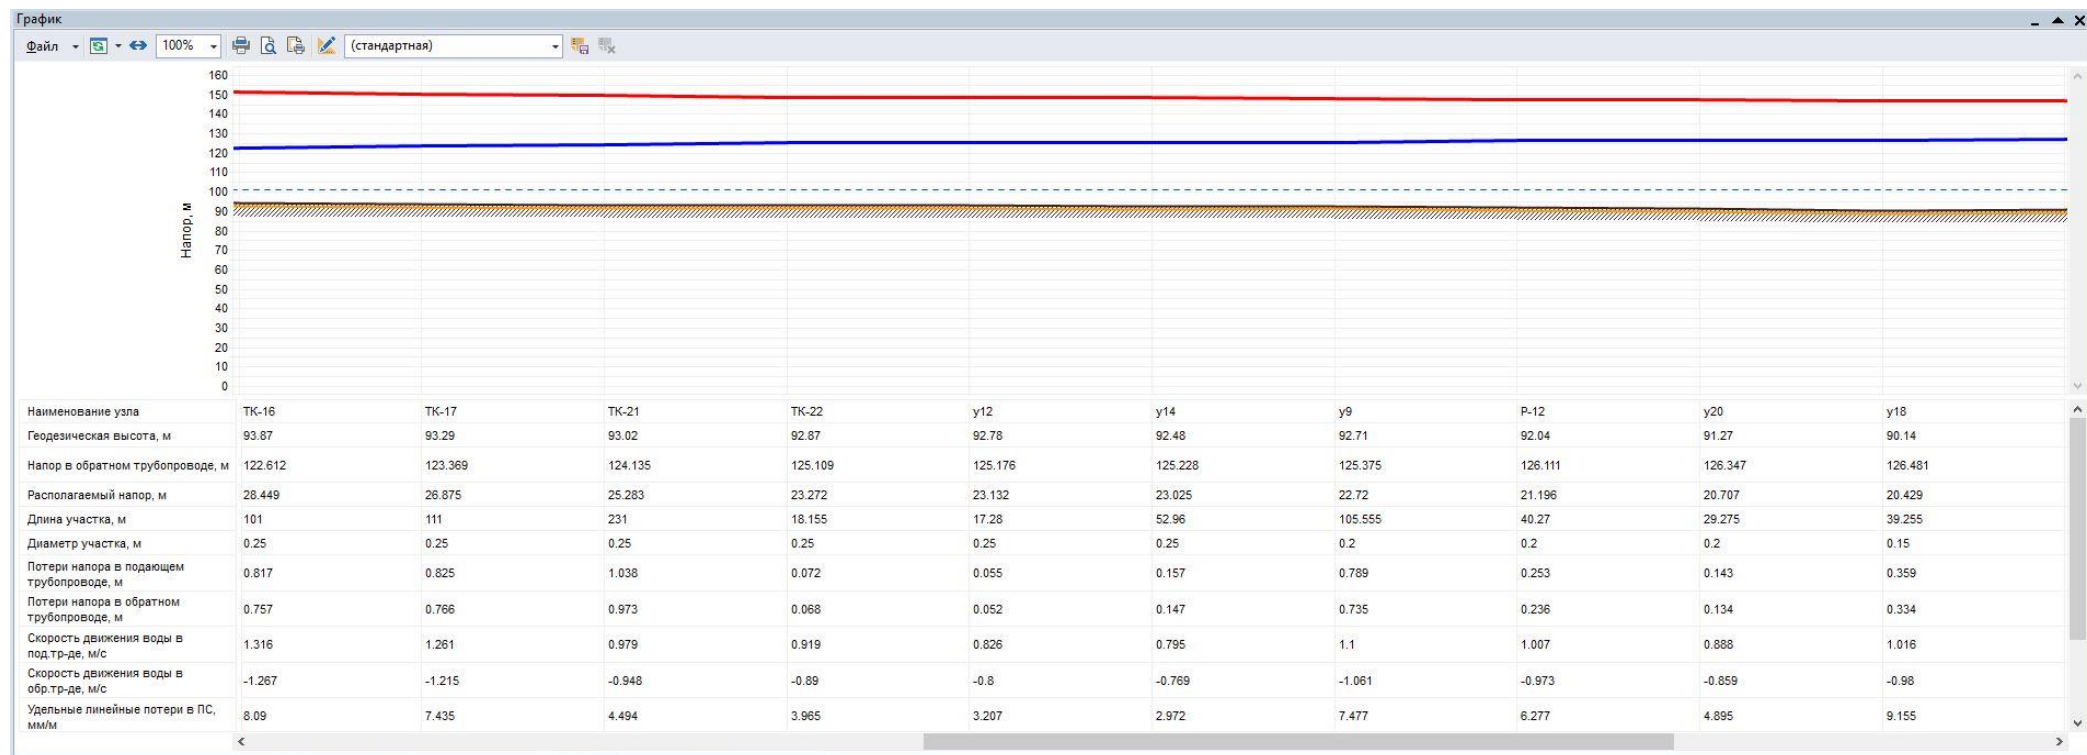 График
Файл 100% (стандартная)
160
150
140
130
120
110
100
90
80
70
60
50
40
30
20
10
0
Напор, м
Наименование узла ТК-16 ТК-17 ТК-21 ТК-22 у12 у14 у9 Р-12 у20 у18
Геодезическая высота, м 93.87 93.29 93.02 92.87 92.78 92.48 92.71 92.04 91.27 90.14
Напор в обратном трубопроводе, м 122.612 123.369 124.135 125.109 125.176 125.228 125.375 126.111 126.347 126.481
Располагаемый напор, м 28.449 26.875 25.283 23.272 23.132 23.025 22.72 21.196 20.707 20.429
Длина участка, м 101 111 231 18.155 17.28 52.96 105.555 40.27 29.275 39.255
Диаметр участка, м 0.25 0.25 0.25 0.25 0.25 0.25 0.2 0.2 0.2 0.15
Потери напора в подающем
трубопроводе, м 0.817 0.825 1.038 0.072 0.055 0.157 0.789 0.253 0.143 0.359
Потери напора в обратном
трубопроводе, м 0.757 0.766 0.973 0.068 0.052 0.147 0.735 0.236 0.134 0.334
Скорость движения воды в
под.тр-де, м/с 1.316 1.261 0.979 0.919 0.826 0.795 1.1 1.007 0.888 1.016
Скорость движения воды в
обр.тр-де, м/с -1.267 -1.215 -0.948 -0.89 -0.8 -0.769 -1.061 -0.973 -0.859 -0.98
Удельные линейные потери в ПС,
мм/м 8.09 7.435 4.494 3.965 3.207 2.972 7.477 6.277 4.895 9.155